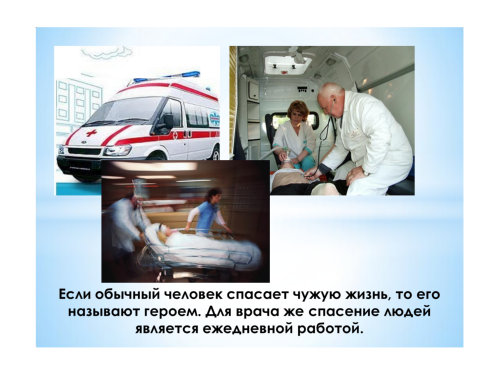 Если обычный человек спасает чужую жизнь, то его
называют героем. Для врача же спасение людей
является ежедневной работой.